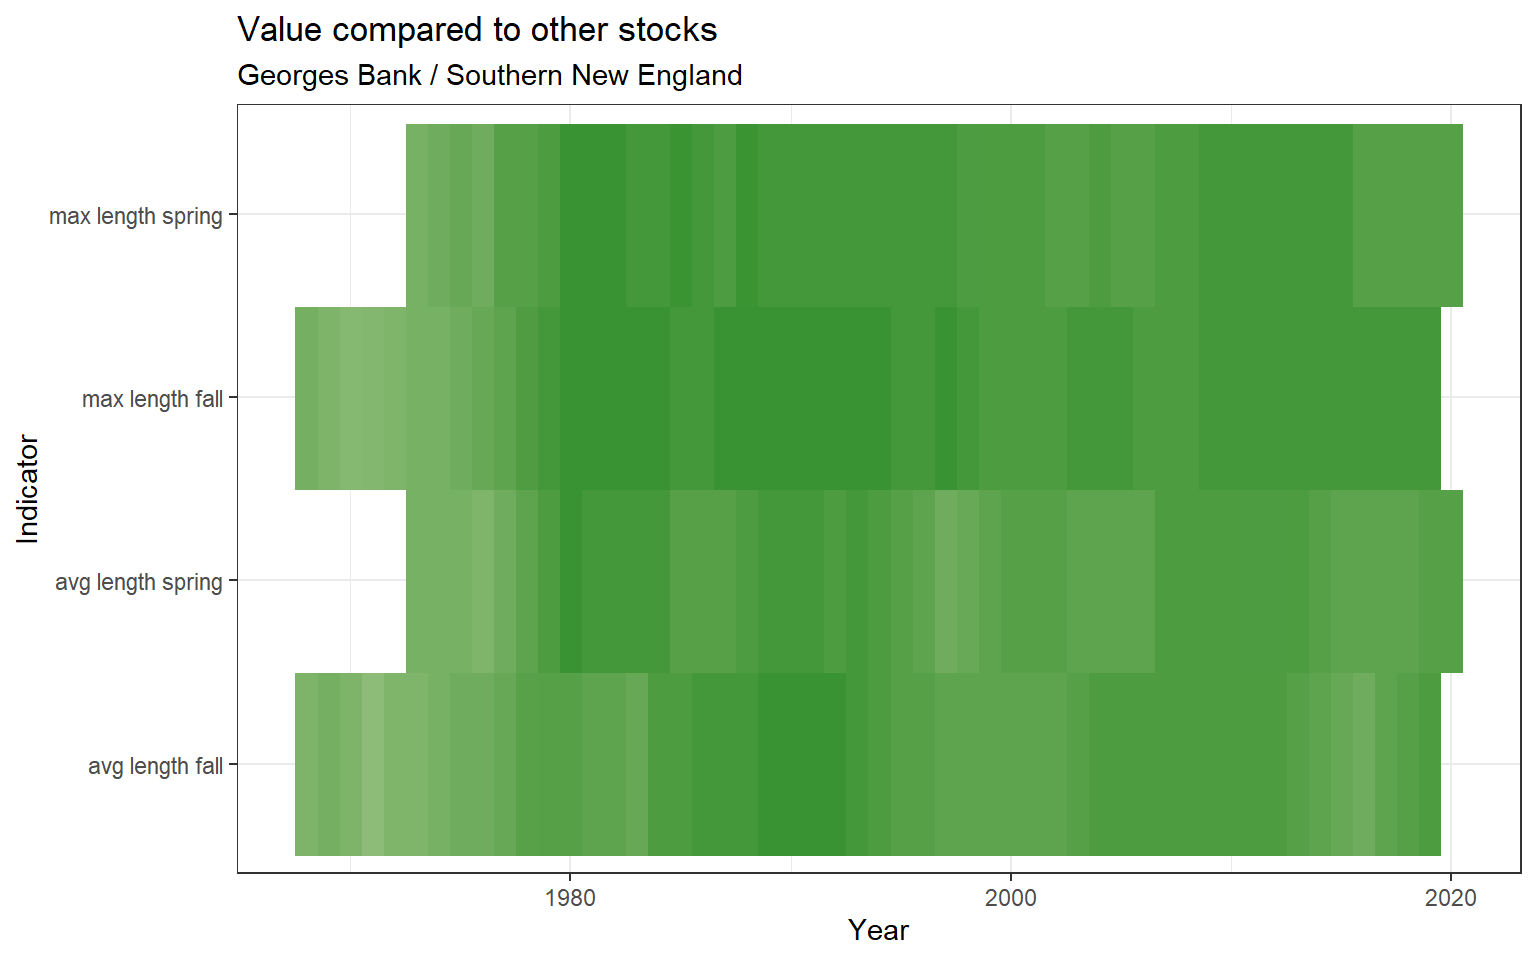 Value compared to other stocks
Georges Bank / Southern New England
max length spring
max length fall
avg length spring
avg length fall
Indicator
1980
2000
2020
Year